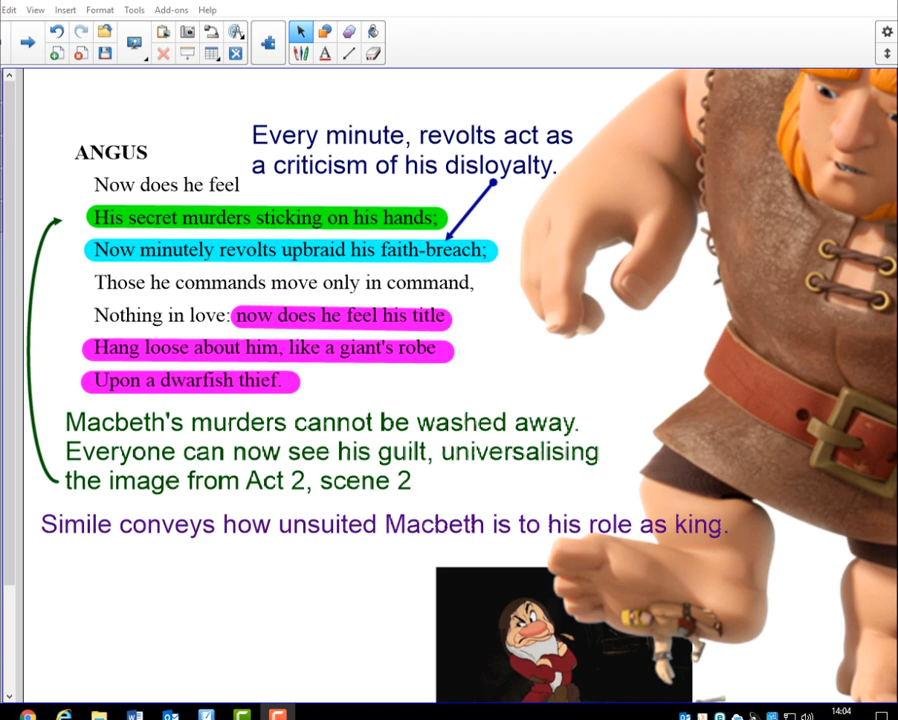 Edit View Insert Format Tools Add-ons Help
Every minute, revolts act as
a criticism of his disloyalty.
ANGUS
Now does he feel
His secret murders sticking on his hands;
Now minutely revolts upbraid his faith-breach;
Those he commands move only in command,
Nothing in love: now does he feel his title
Hang loose about him, like a giant's robe
Upon a dwarfish thief.
Macbeth's murders cannot be washed away.
Everyone can now see his guilt, universalising
the image from Act 2, scene 2
Simile conveys how unsuited Macbeth is to his role as king.
14:04